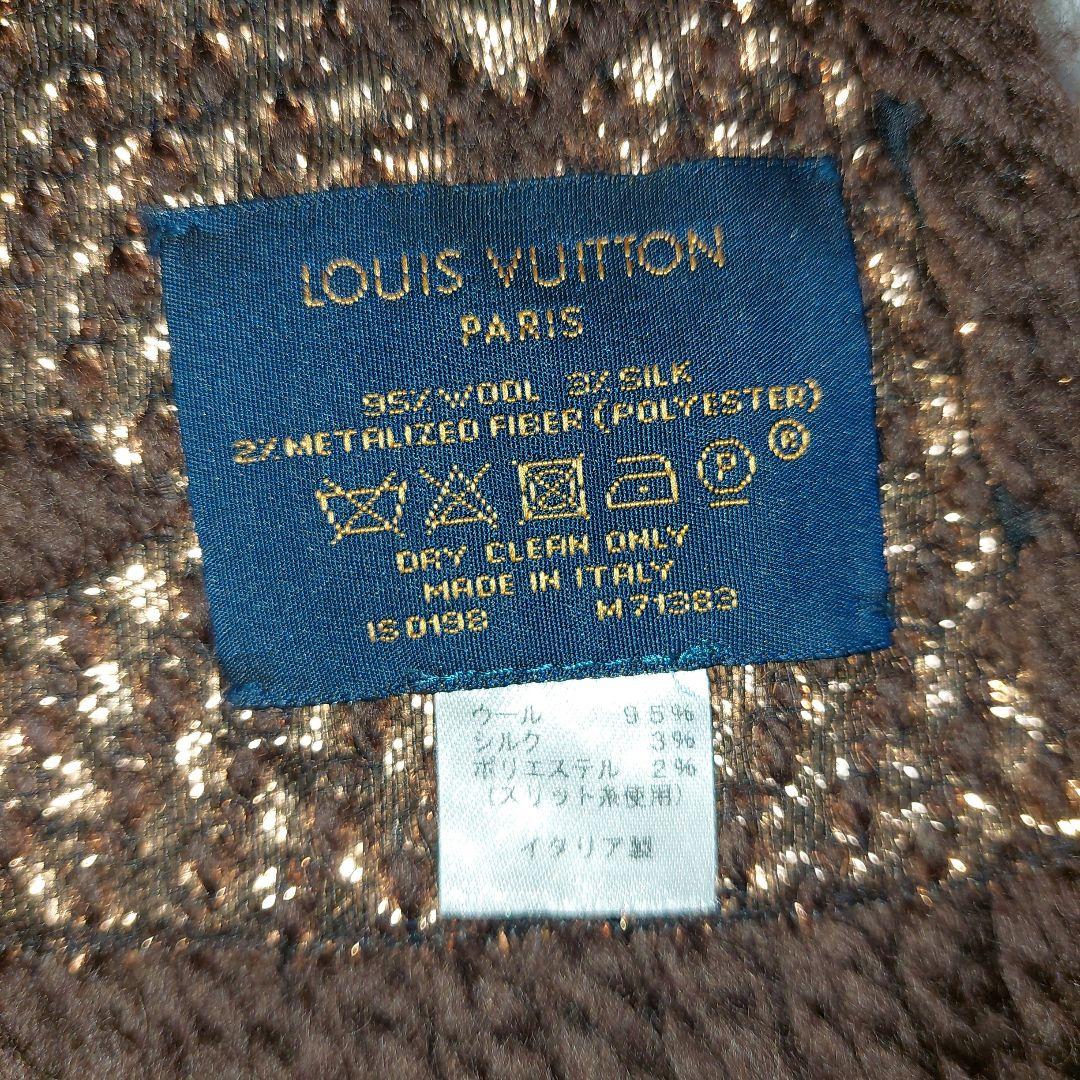 LOUIS VUITTON
PARIS
95% WOOL 3% SILK
2% METALIZED FIBER (POLYESTER)
P ®
DRY CLEAN ONLY
MADE IN ITALY
IS0198 M71383
ウール 95%
シルク 3%
ポリエステル 2%
(スリット糸使用)
イタリア製